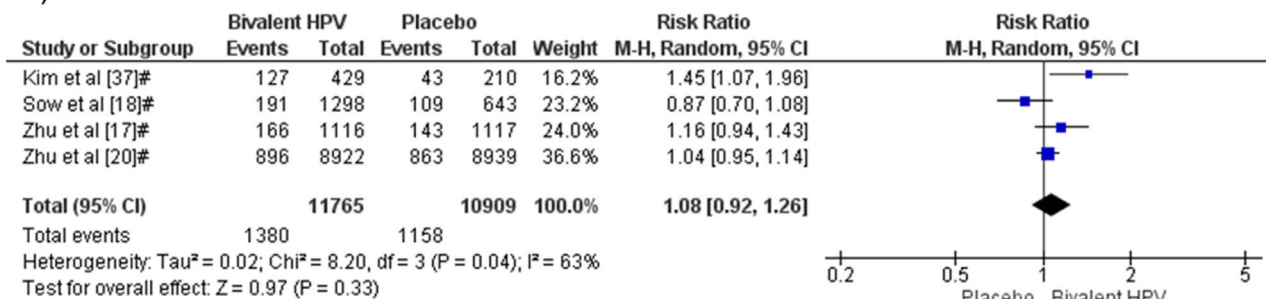 Bivalent HPV Placebo Risk Ratio Risk Ratio
Study or Subgroup Events Total Events Total Weight M-H, Random, 95% CI M-H, Random, 95% CI
Kim et al [37]# 127 429 43 210 16.2% 1.45 [1.07, 1.96]
Sow et al [18]# 191 1298 109 643 23.2% 0.87 [0.70, 1.08]
Zhu et al [17]# 166 1116 143 1117 24.0% 1.16 [0.94, 1.43]
Zhu et al [20]# 896 8922 863 8939 36.6% 1.04 [0.95, 1.14]
Total (95% CI) 11765 10909 100.0% 1.08 [0.92, 1.26]
Total events 1380 1158
Heterogeneity: Tau² = 0.02; Chi² = 8.20, df = 3 (P = 0.04); I² = 63%
Test for overall effect: Z = 0.97 (P = 0.33)
0.2 0.5 1 2 5
Placebo Bivalent HPV